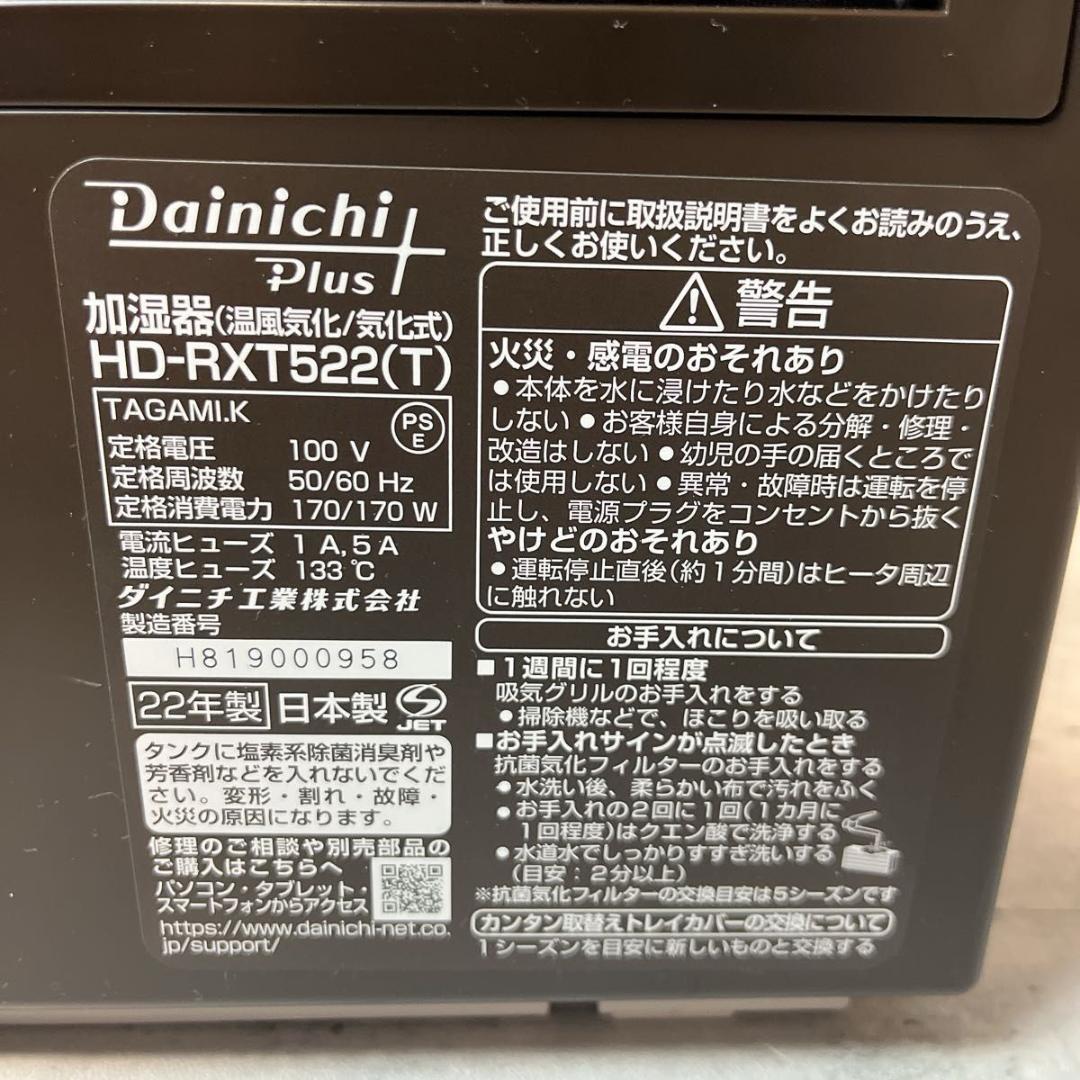 Dainichi
Plus
加湿器(温風気化/気化式)
HD-RXT522(T)
TAGAMI.K
PS
E
定格電圧 100 V
定格周波数 50/60 Hz
定格消費電力 170/170 W
電流ヒューズ 1 A,5 A
温度ヒューズ 133℃
ダイニチ工業株式会社
製造番号
H819000958
22年製 日本製 JET
タンクに塩素系除菌消臭剤や
芳香剤などを入れないでくだ
さい。変形・割れ・故障・
火災の原因になります。
修理のご相談や別売部品の
ご購入はこちらへ
パソコン・タブレット・
スマートフォンからアクセス
https://www.dainichi-net.co.
jp/support/
ご使用前に取扱説明書をよくお読みのうえ、
正しくお使いください。
警告
火災・感電のおそれあり
●本体を水に浸けたり水などをかけたり
しない ●お客様自身による分解・修理・
改造はしない ●幼児の手の届くところで
は使用しない ●異常・故障時は運転を停
止し、電源プラグをコンセントから抜く
やけどのおそれあり
●運転停止直後(約1分間)はヒータ周辺
に触れない
お手入れについて
■1週間に1回程度
吸気グリルのお手入れをする
●掃除機などで、ほこりを吸い取る
■お手入れサインが点滅したとき
抗菌気化フィルターのお手入れをする
●水洗い後、柔らかい布で汚れをふく
●お手入れの2回に1回(1カ月に
1回程度)はクエン酸で洗浄する
●水道水でしっかりすすぎ洗いする
(目安:2分以上)
※抗菌気化フィルターの交換目安は5シーズンです
カンタン取替えトレイカバーの交換について
1シーズンを目安に新しいものと交換する